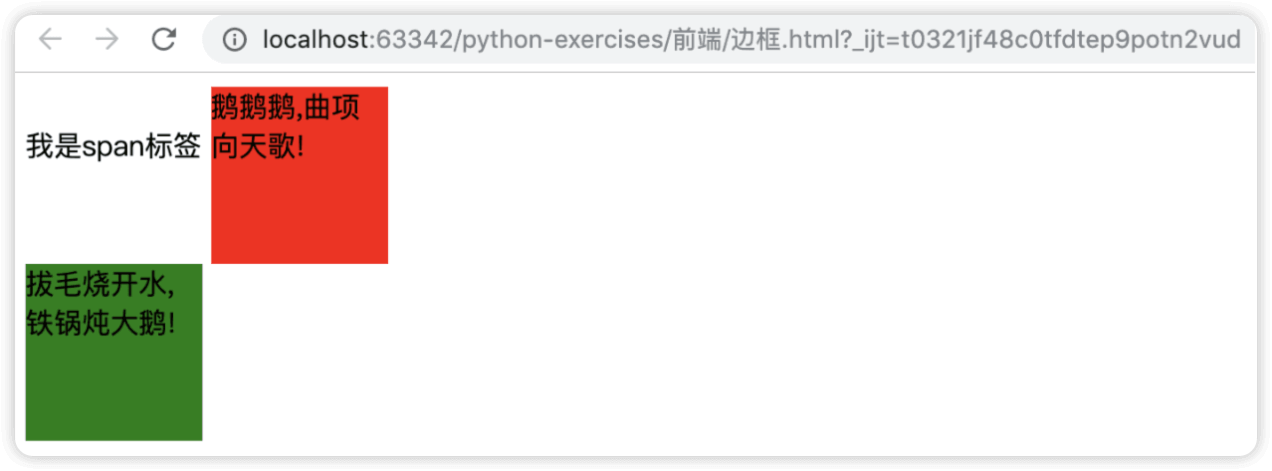 localhost:63342/python-exercises/前端/边框.html?_ijt=t0321jf48c0tfdtep9potn2vud
鹅鹅鹅,曲项
我是span标签 向天歌!
拔毛烧开水,
铁锅炖大鹅!